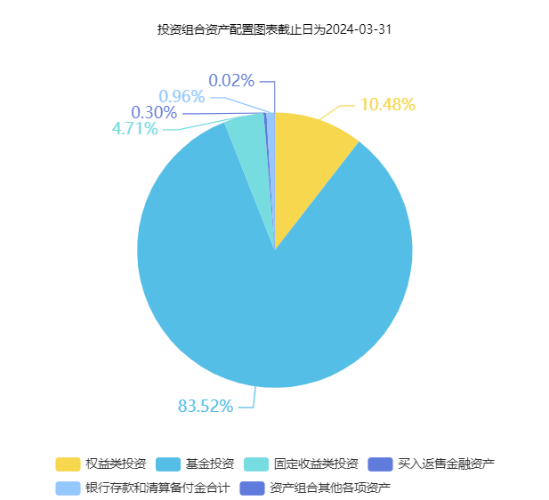 投资组合资产配置图表截止日为2024-03-31
0.02%
0.96%
10.48%
0.30%
4.71%
83.52%
权益类投资 基金投资 固定收益类投资 买入返售金融资产
银行存款和清算备付金合计 资产组合其他各项资产